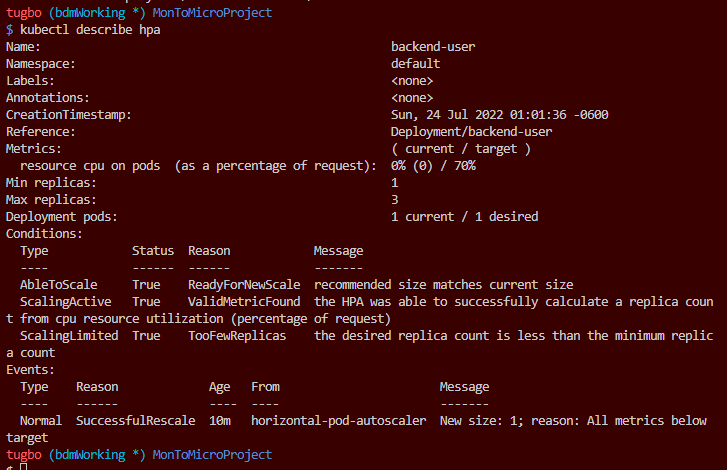 tugbo (bdmWorking *) MonToMicroProject
$ kubectl describe hpa
Name: backend-user
Namespace: default
Labels: <none>
Annotations: <none>
CreationTimestamp: Sun, 24 Jul 2022 01:01:36 -0600
Reference: Deployment/backend-user
Metrics: ( current / target )
  resource cpu on pods  (as a percentage of request):  0% (0) / 70%
Min replicas: 1
Max replicas: 3
Deployment pods: 1 current / 1 desired
Conditions:
  Type            Status  Reason            Message
  ----            ------  ------            -------
  AbleToScale     True    ReadyForNewScale  recommended size matches current size
  ScalingActive   True    ValidMetricFound  the HPA was able to successfully calculate a replica coun
t from cpu resource utilization (percentage of request)
  ScalingLimited  True    TooFewReplicas    the desired replica count is less than the minimum replic
a count
Events:
  Type    Reason             Age   From                       Message
  ----    ------             ----  ----                       -------
  Normal  SuccessfulRescale  10m   horizontal-pod-autoscaler  New size: 1; reason: All metrics below
target
tugbo (bdmWorking *) MonToMicroProject
$